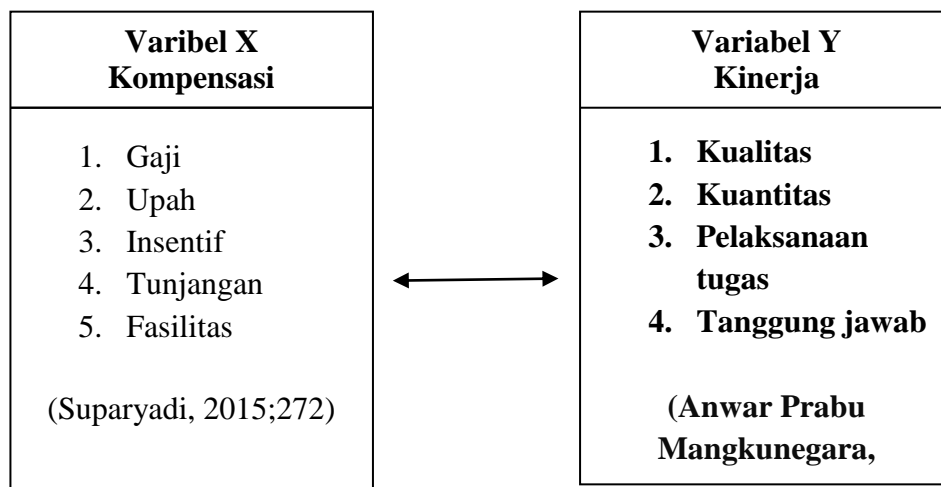 Varibel X
Kompensasi
1. Gaji
2. Upah
3. Insentif
4. Tunjangan
5. Fasilitas
(Suparyadi, 2015;272)
Variabel Y
Kinerja
1. Kualitas
2. Kuantitas
3. Pelaksanaan
tugas
4. Tanggung jawab
(Anwar Prabu
Mangkunegara,